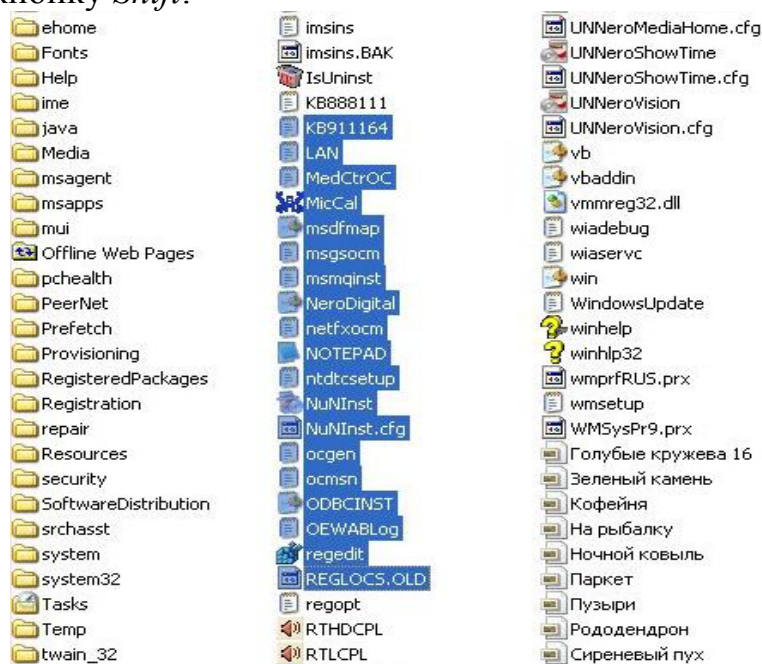 кнопку Shift.
ehome
Fonts
Help
ime
java
Media
msagent
msapps
mui
Offline Web Pages
pchealth
PeerNet
Prefetch
Provisioning
RegisteredPackages
Registration
repair
Resources
security
SoftwareDistribution
srchasst
system
system32
Tasks
Temp
twain_32
imsins
imsins.BAK
IsUninst
KB888111
KB911164
LAN
MedCtrOC
MicCal
msdfmap
msgsocm
msmqinst
NeroDigital
netfxocm
NOTEPAD
ntdtcsetup
NuNInst
NuNInst.cfg
ocgen
ocmsn
ODBCINST
OEWABLog
regedit
REGLOCS.OLD
regopt
RTHDCPL
RTLCPL
UNNeroMediaHome.cfg
UNNeroShowTime
UNNeroShowTime.cfg
UNNeroVision
UNNeroVision.cfg
vb
vbaddin
vmmreg32.dll
wiadebug
wiaservc
win
WindowsUpdate
winhelp
winhlp32
wmprfRUS.prx
wmsetup
WMSysPr9.prx
Голубые кружева 16
Зеленый камень
Кофейня
На рыбалку
Ночной ковыль
Паркет
Пузыри
Рододендрон
Сиреневый пух